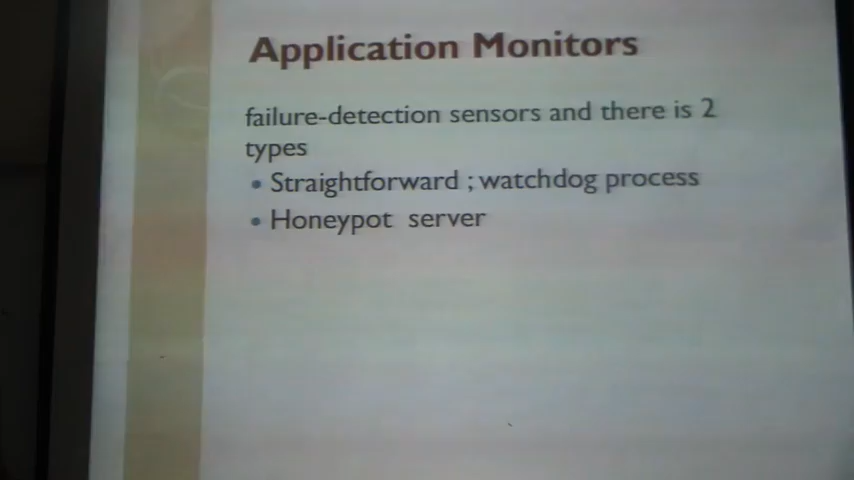 Application Monitors
failure-detection sensors and there is 2
types
• Straightforward ; watchdog process
• Honeypot server